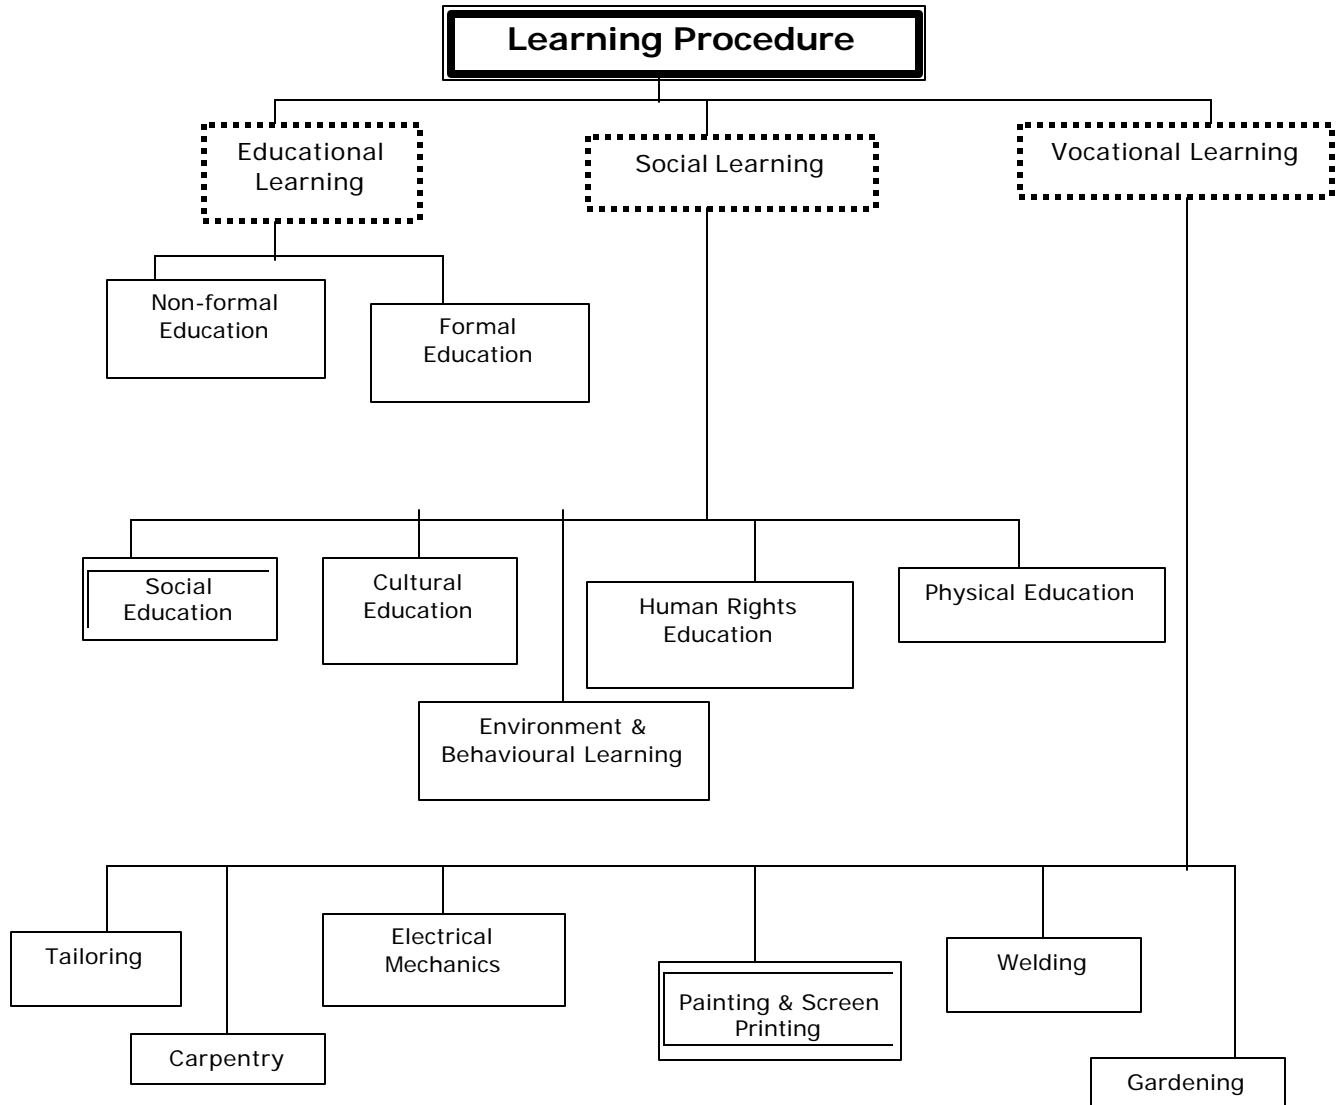 Learning Procedure
Educational
Learning
Social Learning
Vocational Learning
Non-formal
Education
Formal
Education
Social
Education
Cultural
Education
Human Rights
Education
Physical Education
Environment &
Behavioural Learning
Tailoring
Carpentry
Electrical
Mechanics
Painting & Screen
Printing
Welding
Gardening